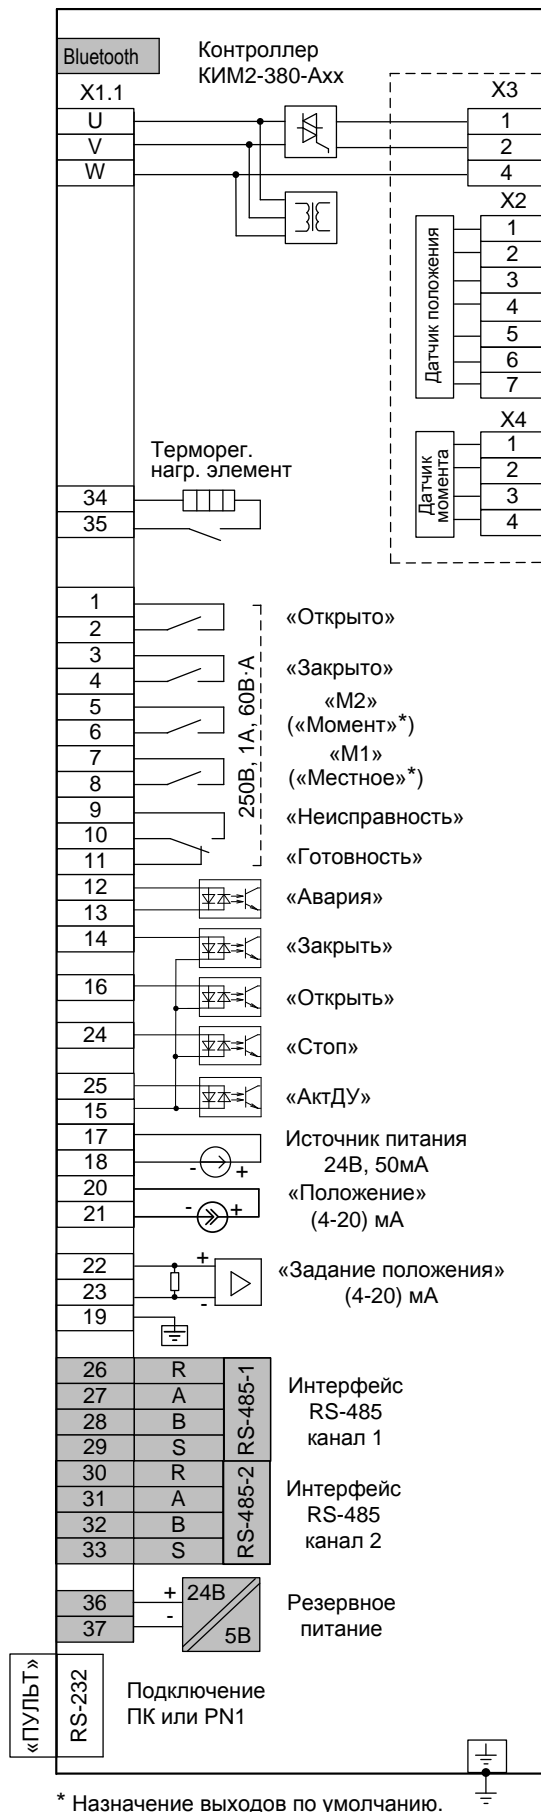 Bluetooth
Контроллер
КИМ2-380-Ахх
X1.1
U
V
W
X3
1
2
4
X2
1
2
3
4
5
6
7
Датчик положения
X4
1
2
3
4
Датчик
момента
Терморег.
нагр. элемент
34
35
1
2
«Открыто»
3
4
«Закрыто»
5
6
«М2»
(«Момент»*)
7
8
«М1»
(«Местное»*)
9
10
11
«Неисправность»
«Готовность»
250В, 1А, 60В·А
12
13
«Авария»
14
«Закрыть»
16
«Открыть»
24
«Стоп»
25
15
«АктДУ»
17
18
- +
Источник питания
24В, 50мА
20
21
- +
«Положение»
(4-20) мА
22
23
+
-
«Задание положения»
(4-20) мА
19
26 R
27 A
28 B
29 S
RS-485-1
Интерфейс
RS-485
канал 1
30 R
31 A
32 B
33 S
RS-485-2
Интерфейс
RS-485
канал 2
36
37
+
-
24В
5В
Резервное
питание
«ПУЛЬТ»
RS-232
Подключение
ПК или PN1
* Назначение выходов по умолчанию.